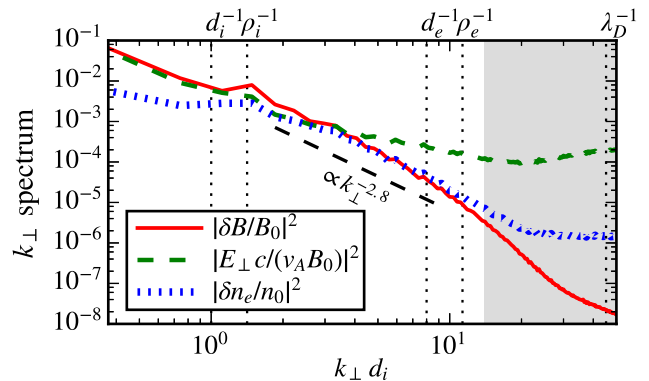 d_i^{-1} ρ_i^{-1} d_e^{-1} ρ_e^{-1} λ_D^{-1}
10^{-1}
10^{-2}
10^{-3}
10^{-4}
10^{-5}
10^{-6}
10^{-7}
10^{-8}
k_⊥ spectrum
∝k_⊥^{-2.8}
|δB/B_0|^2
|E_⊥c/(v_A B_0)|^2
|δn_e/n_0|^2
10^0 10^1
k_⊥ d_i